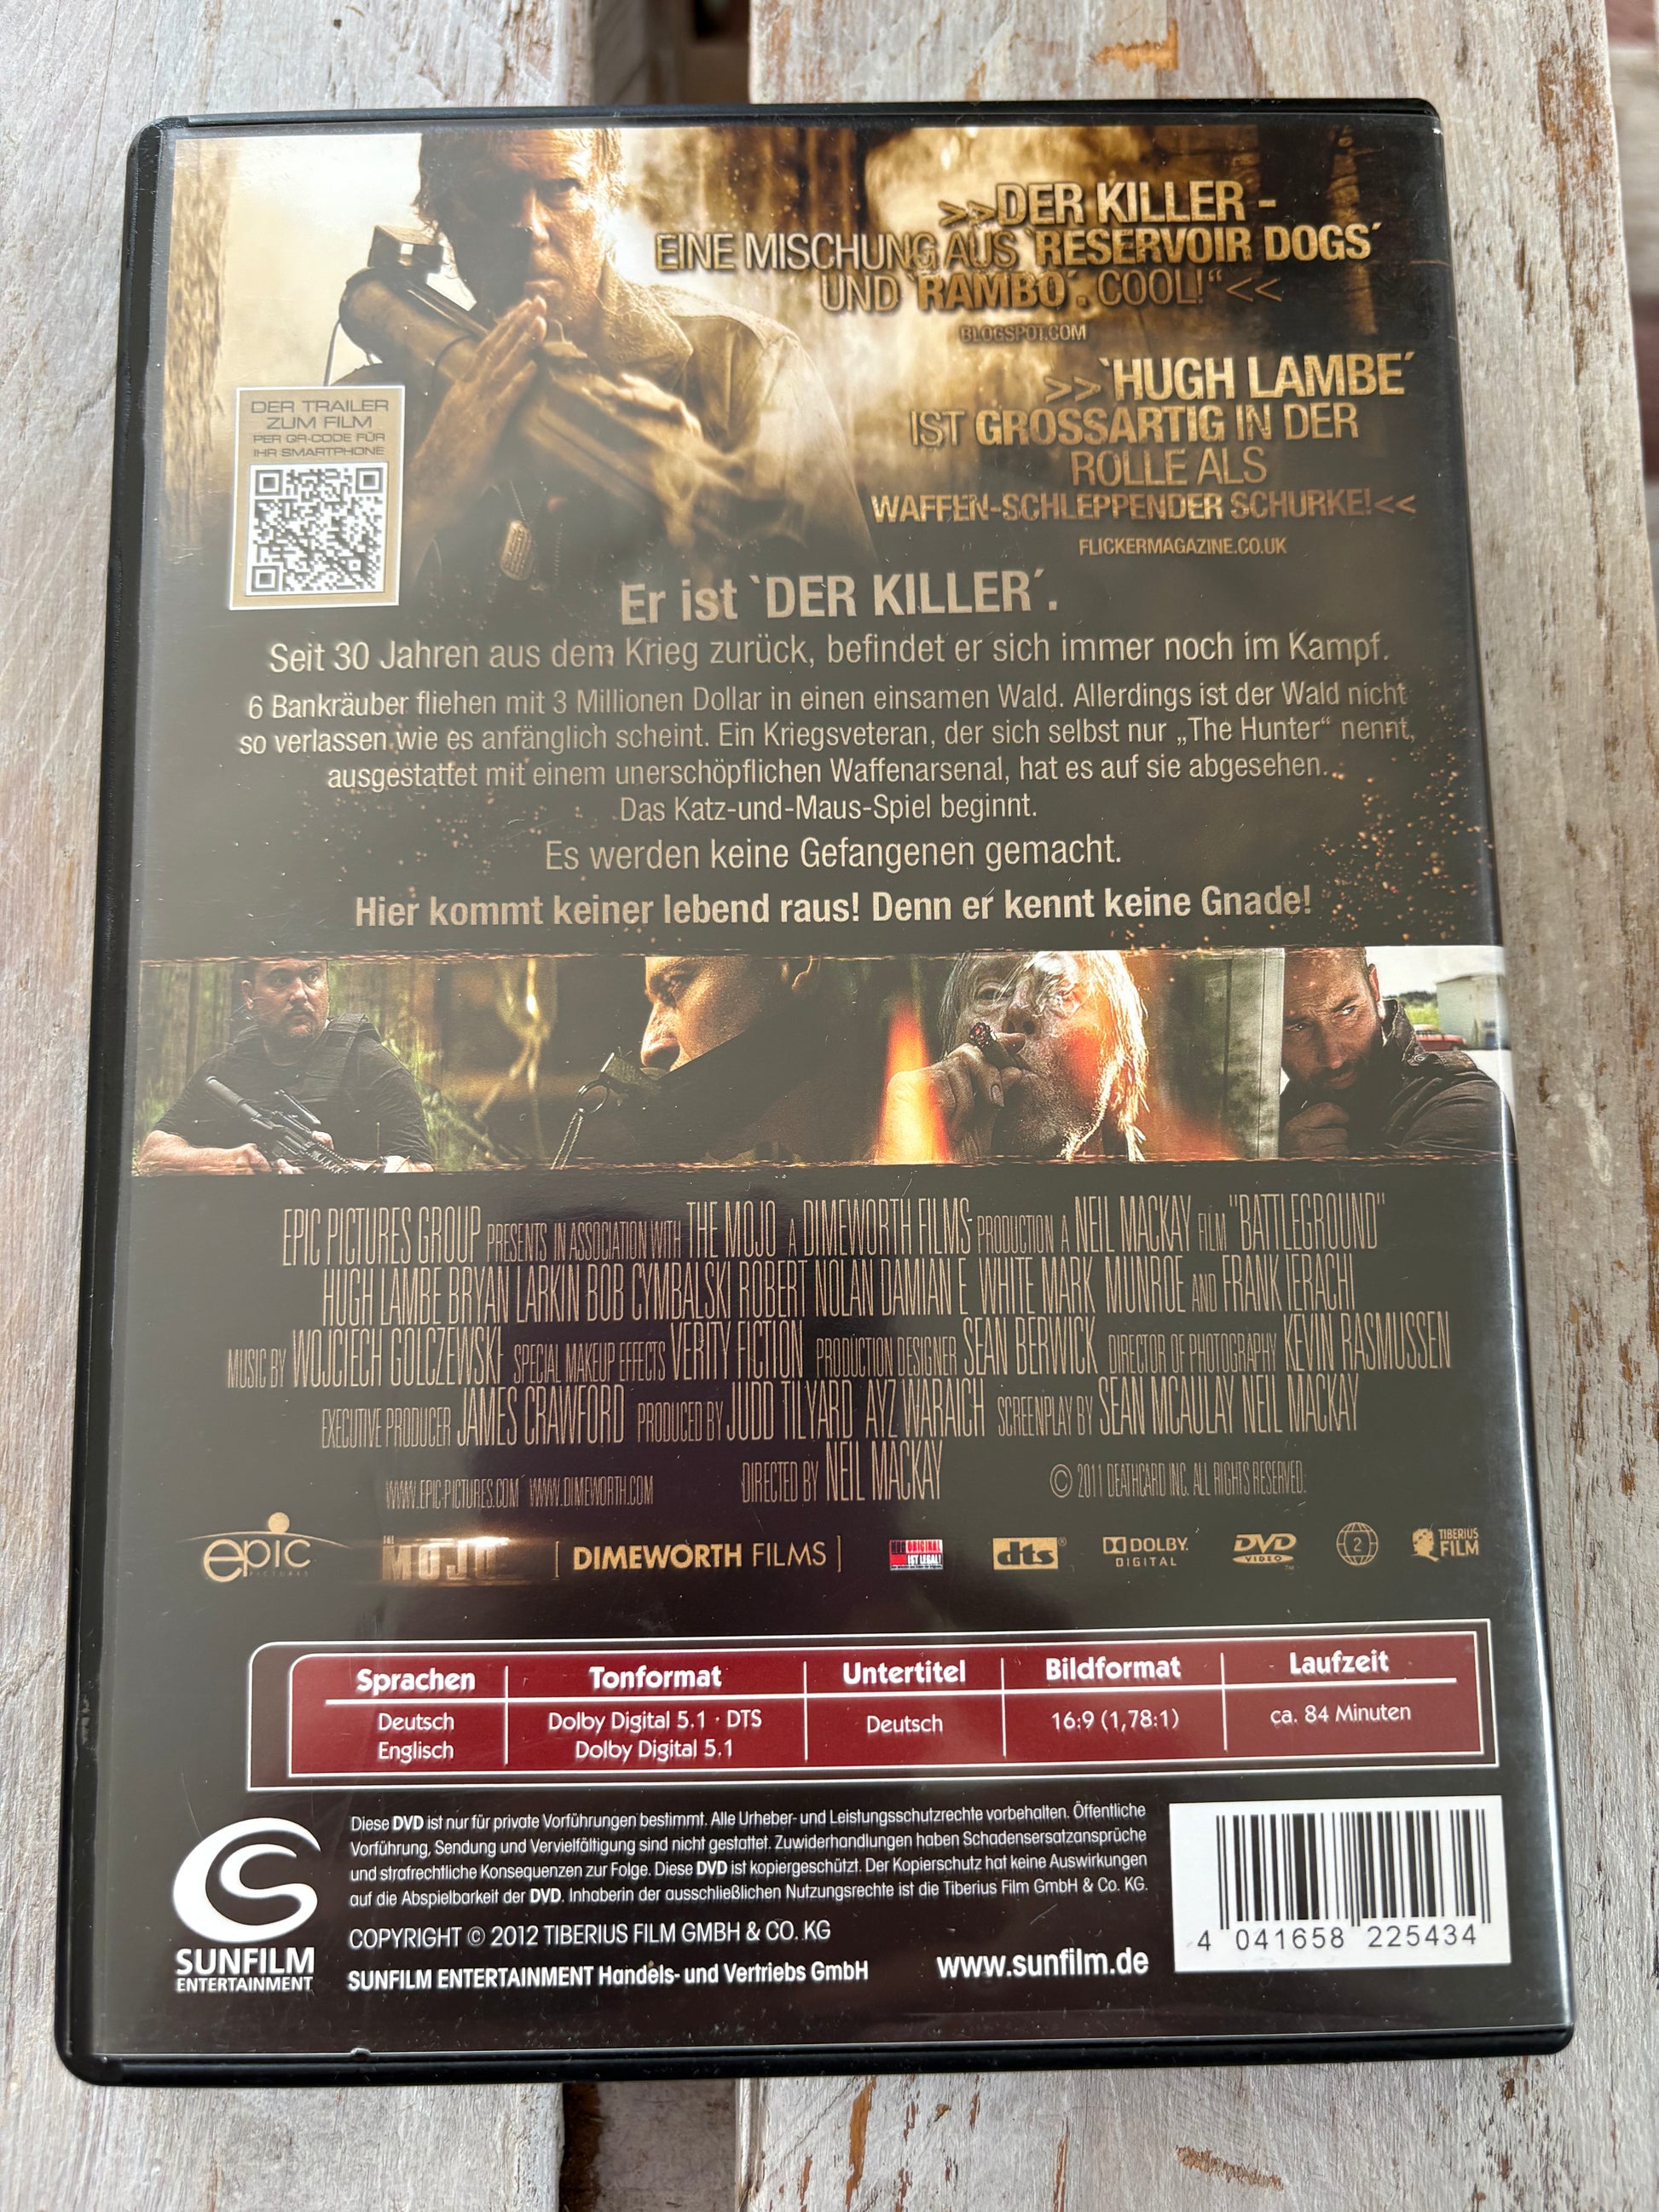 >>DER KILLER -
EINE MISCHUNG AUS `RESERVOIR DOGS´
UND `RAMBO´. COOL!“<<
BLOGSPOT.COM
>>`HUGH LAMBE´
IST GROSSARTIG IN DER
ROLLE ALS
WAFFEN-SCHLEPPENDER SCHURKE!<<
FLICKERMAGAZINE.CO.UK
DER TRAILER
ZUM FILM
PER QR-CODE FÜR
IHR SMARTPHONE
Er ist `DER KILLER´.
Seit 30 Jahren aus dem Krieg zurück, befindet er sich immer noch im Kampf.
6 Bankräuber fliehen mit 3 Millionen Dollar in einen einsamen Wald. Allerdings ist der Wald nicht
so verlassen wie es anfänglich scheint. Ein Kriegsveteran, der sich selbst nur „The Hunter“ nennt,
ausgestattet mit einem unerschöpflichen Waffenarsenal, hat es auf sie abgesehen.
Das Katz-und-Maus-Spiel beginnt.
Es werden keine Gefangenen gemacht.
Hier kommt keiner lebend raus! Denn er kennt keine Gnade!
EPIC PICTURES GROUP PRESENTS IN ASSOCIATION WITH THE MOJO A DIMEWORTH FILMS PRODUCTION A NEIL MACKAY FILM "BATTLEGROUND"
HUGH LAMBE BRYAN LARKIN BOB CYMBALSKI ROBERT NOLAN DAMIAN E. WHITE MARK MUNROE AND FRANK IERACHI
MUSIC BY WOJCIECH GOLCZEWSKI SPECIAL MAKEUP EFFECTS VERITY FICTION PRODUCTION DESIGNER SEAN BERWICK DIRECTOR OF PHOTOGRAPHY KEVIN RASMUSSEN
EXECUTIVE PRODUCER JAMES CRAWFORD PRODUCED BY JUDD TILYARD AYZ WARAICH SCREENPLAY BY SEAN MCAULAY NEIL MACKAY
WWW.EPIC-PICTURES.COM WWW.DIMEWORTH.COM DIRECTED BY NEIL MACKAY © 2011 DEATHCARD INC. ALL RIGHTS RESERVED.
epic PICTURES THE MOJO [ DIMEWORTH FILMS ] NUR ORIGINAL IST LEGAL! dts DOLBY DIGITAL DVD VIDEO 2 TIBERIUS FILM
Sprachen Tonformat Untertitel Bildformat Laufzeit
Deutsch Dolby Digital 5.1 · DTS Deutsch 16:9 (1,78:1) ca. 84 Minuten
Englisch Dolby Digital 5.1
Diese DVD ist nur für private Vorführungen bestimmt. Alle Urheber- und Leistungsschutzrechte vorbehalten. Öffentliche
Vorführung, Sendung und Vervielfältigung sind nicht gestattet. Zuwiderhandlungen haben Schadensersatzansprüche
und strafrechtliche Konsequenzen zur Folge. Diese DVD ist kopiergeschützt. Der Kopierschutz hat keine Auswirkungen
auf die Abspielbarkeit der DVD. Inhaberin der ausschließlichen Nutzungsrechte ist die Tiberius Film GmbH & Co. KG.
COPYRIGHT © 2012 TIBERIUS FILM GMBH & CO. KG
SUNFILM ENTERTAINMENT Handels- und Vertriebs GmbH www.sunfilm.de
SUNFILM
ENTERTAINMENT
4 041658 225434